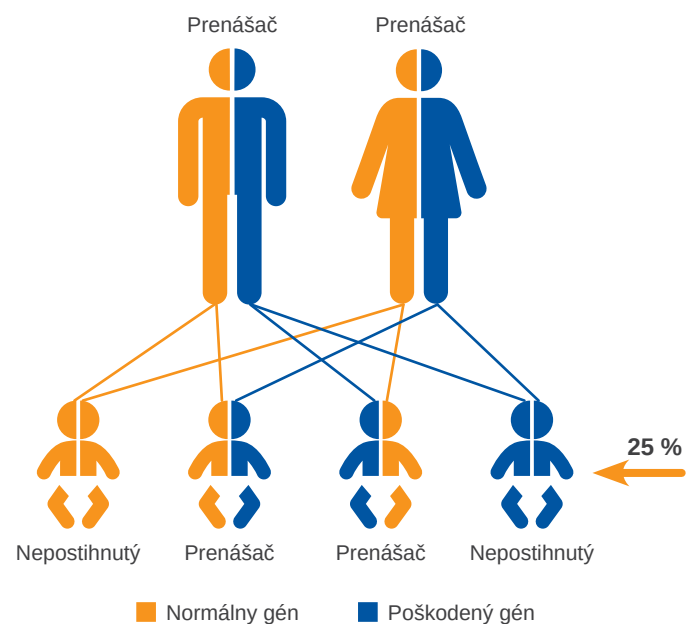 Prenášač Prenášač
25 %
Nepostihnutý Prenášač Prenášač Nepostihnutý
Normálny gén Poškodený gén